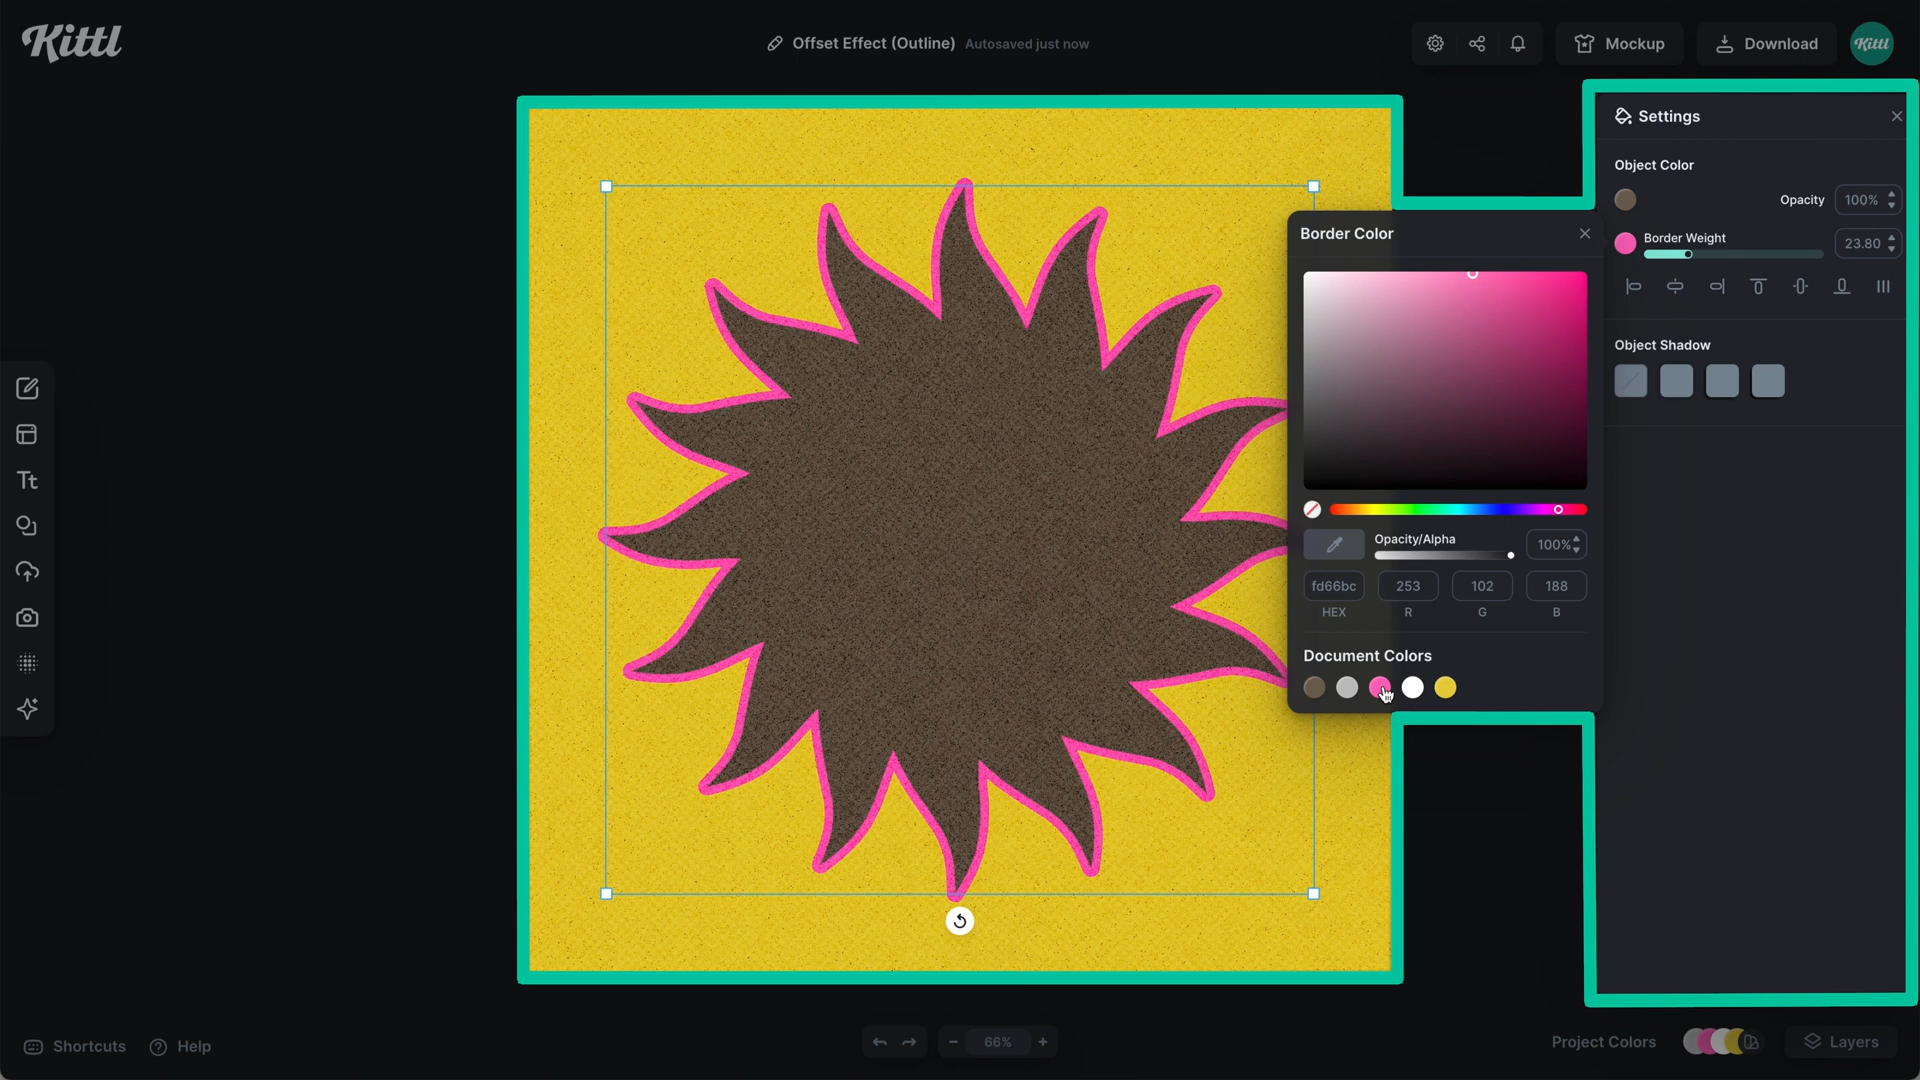 Kittl
Offset Effect (Outline) Autosaved just now
Mockup
Download
Kittl
Settings
Object Color
Opacity 100%
Border Weight 23.80
Object Shadow
Border Color
Opacity/Alpha 100%
fd66bc 253 102 188
HEX R G B
Document Colors
Tt
Shortcuts
Help
66%
Project Colors
Layers